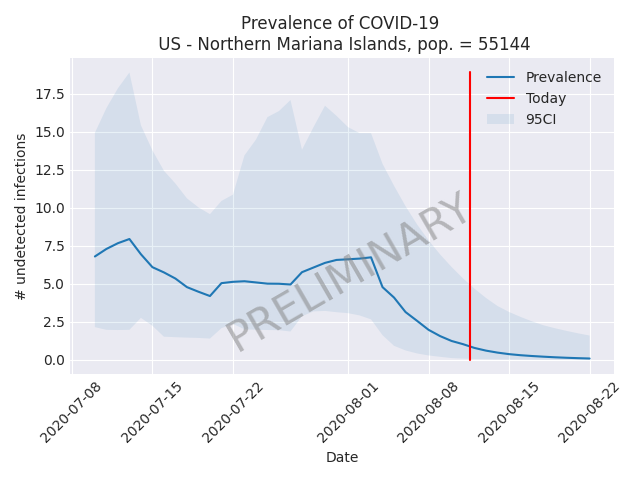 Prevalence of COVID-19
US - Northern Mariana Islands, pop. = 55144
Prevalence
Today
95CI
17.5
15.0
12.5
10.0
7.5
5.0
2.5
0.0
# undetected infections
PRELIMINARY
2020-07-08
2020-07-15
2020-07-22
2020-08-01
2020-08-08
2020-08-15
2020-08-22
Date